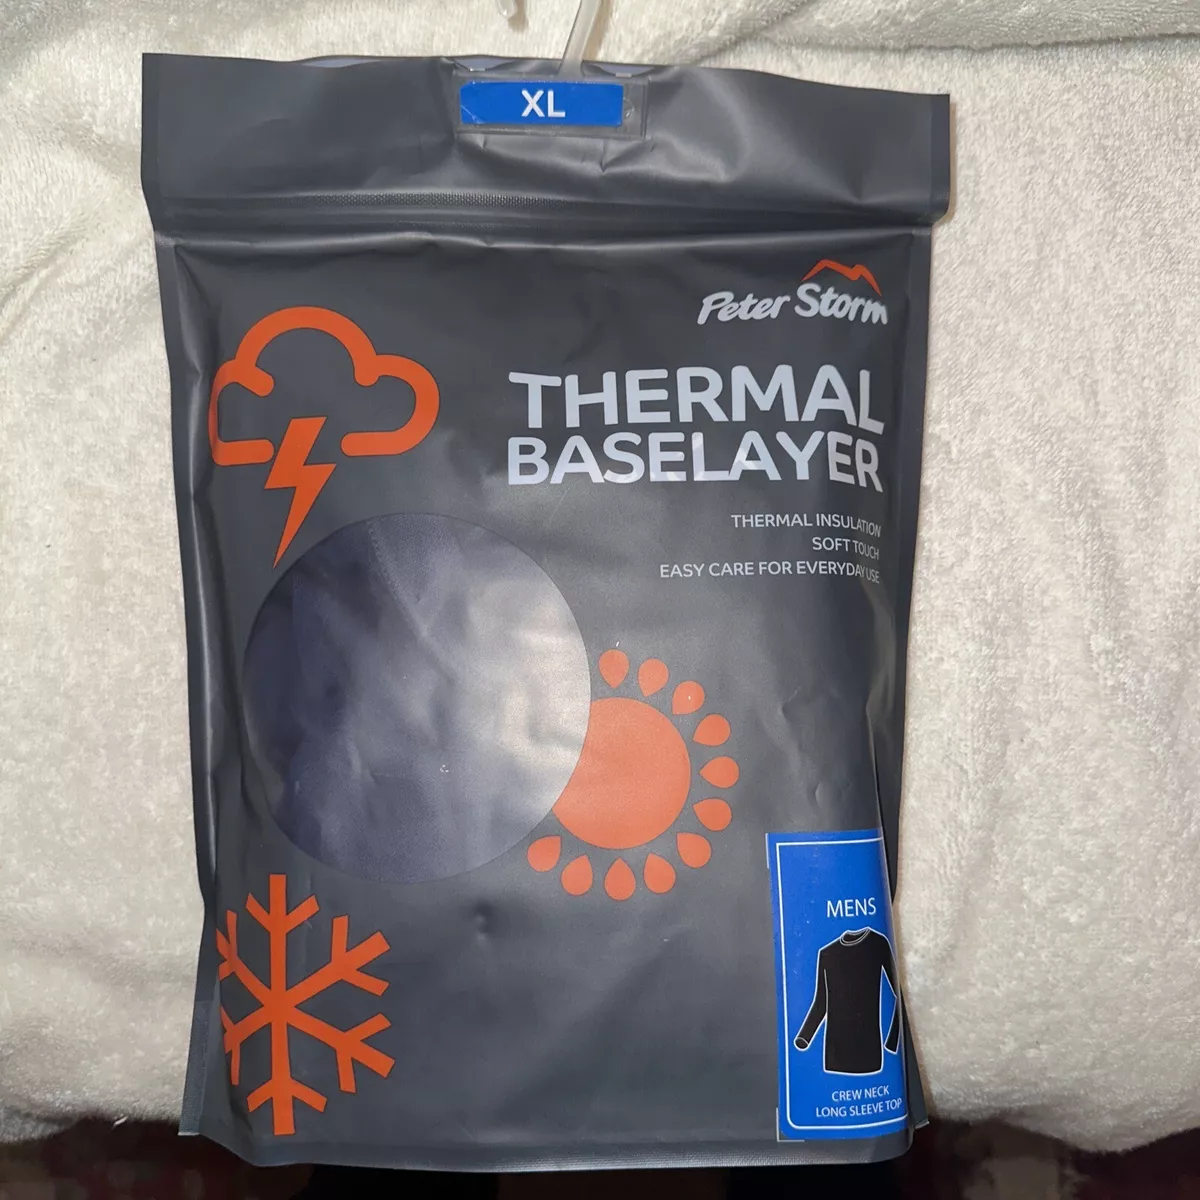 XL
Peter Storm
THERMAL
BASELAYER
THERMAL INSULATION
SOFT TOUCH
EASY CARE FOR EVERYDAY USE
MENS
CREW NECK
LONG SLEEVE TOP